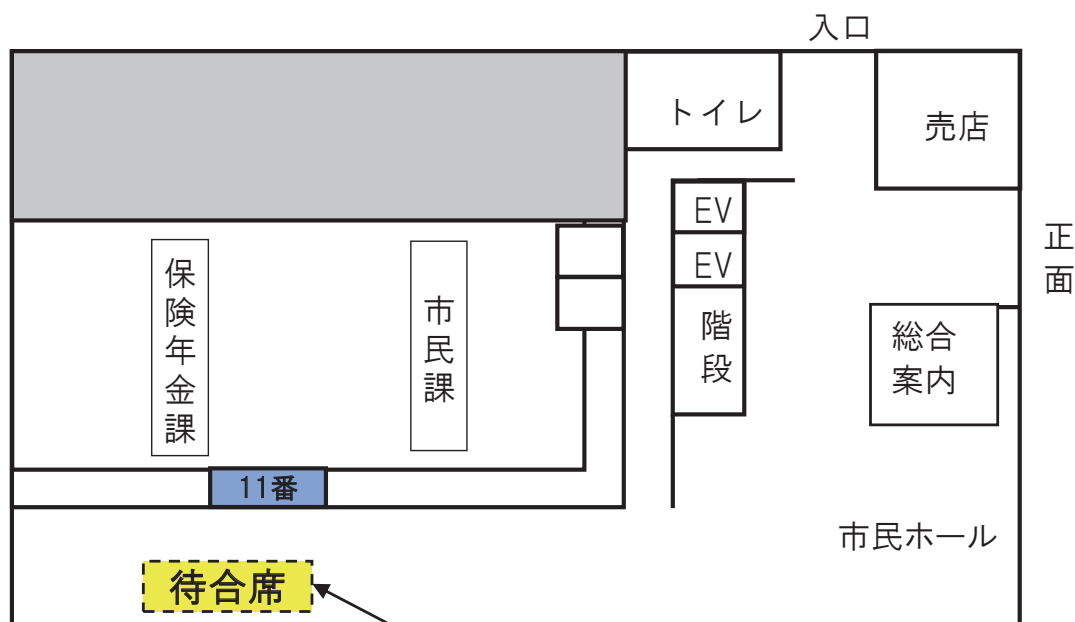 入口
トイレ
売店
EV
正面
EV
保険年金課
市民課
階段
総合
案内
11番
市民ホール
待合席